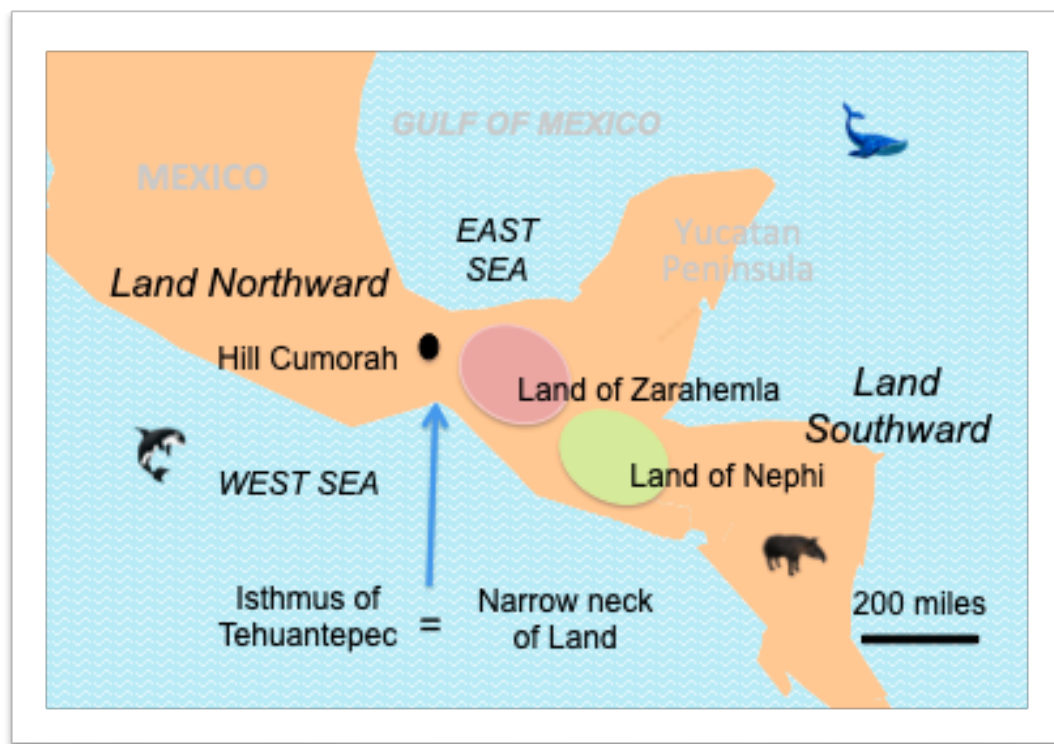 GULF OF MEXICO
MEXICO
EAST
SEA
Yucatan
Peninsula
Land Northward
Hill Cumorah
Land of Zarahemla
Land
Southward
WEST SEA
Land of Nephi
Isthmus of
Tehuantepec
=
Narrow neck
of Land
200 miles